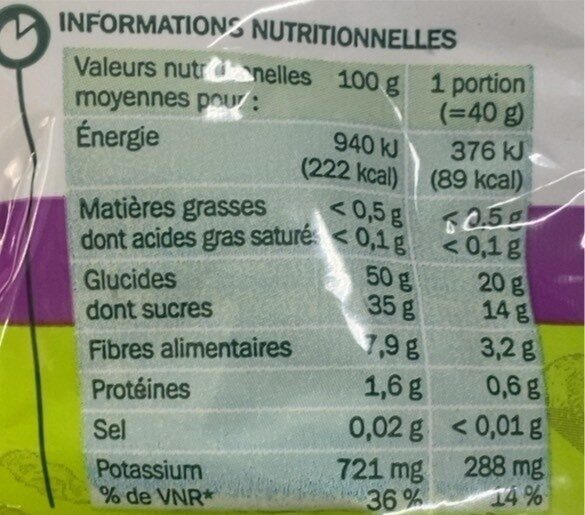 INFORMATIONS NUTRITIONNELLES
Valeurs nutritionnelles 100 g 1 portion
moyennes pour : (=40 g)
Énergie 940 kJ 376 kJ
(222 kcal) (89 kcal)
Matières grasses < 0,5 g < 0,5 g
dont acides gras saturés < 0,1 g < 0,1 g
Glucides 50 g 20 g
dont sucres 35 g 14 g
Fibres alimentaires 7,9 g 3,2 g
Protéines 1,6 g 0,6 g
Sel 0,02 g < 0,01 g
Potassium 721 mg 288 mg
% de VNR* 36 % 14 %